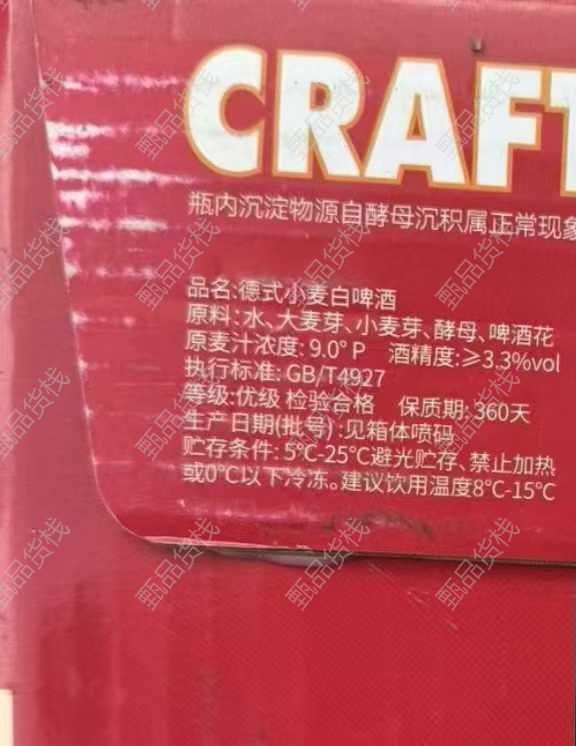 CRAFT
瓶内沉淀物源自酵母沉积属正常现象
品名:德式小麦白啤酒
原料:水、大麦芽、小麦芽、酵母、啤酒花
原麦汁浓度:9.0°P 酒精度:≥3.3%vol
执行标准:GB/T4927
等级:优级 检验合格 保质期:360天
生产日期(批号):见箱体喷码
贮存条件:5℃-25℃避光贮存、禁止加热
或0℃以下冷冻。建议饮用温度8℃-15℃
甄品货栈